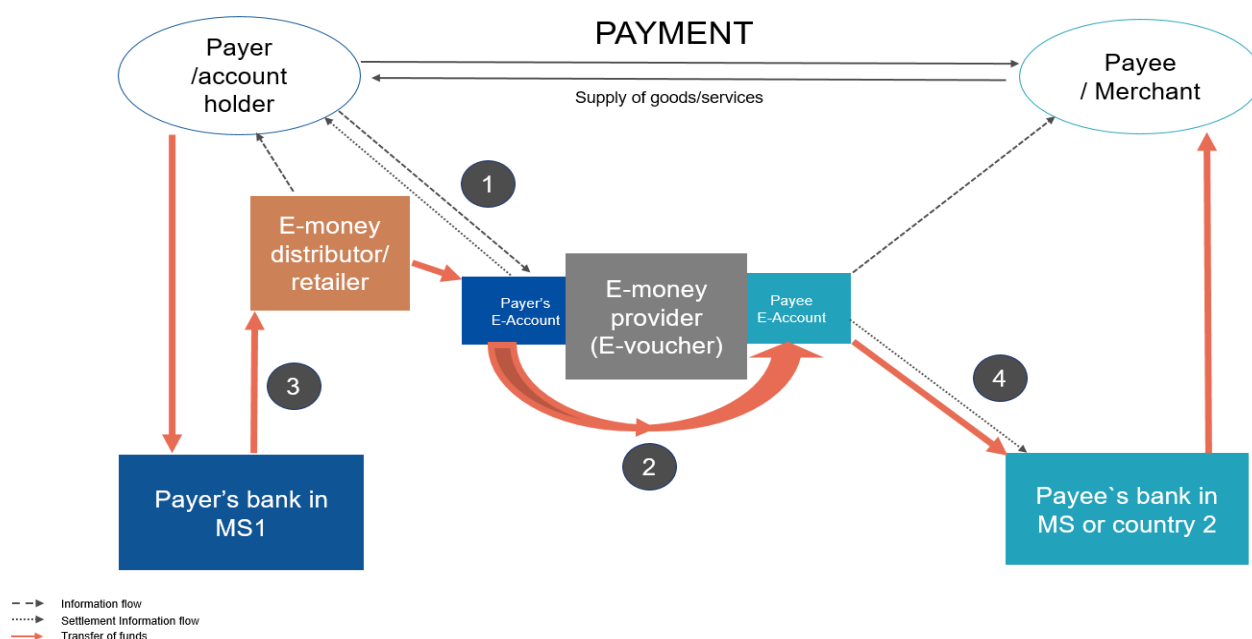 PAYMENT
Payer
/account
holder
Payee
/ Merchant
Supply of goods/services
1
E-money
distributor/
retailer
Payer’s
E-Account
E-money
provider
(E-voucher)
Payee
E-Account
3
4
2
Payer’s bank in
MS1
Payee`s bank in
MS or country 2
Information flow
Settlement Information flow
Transfer of funds